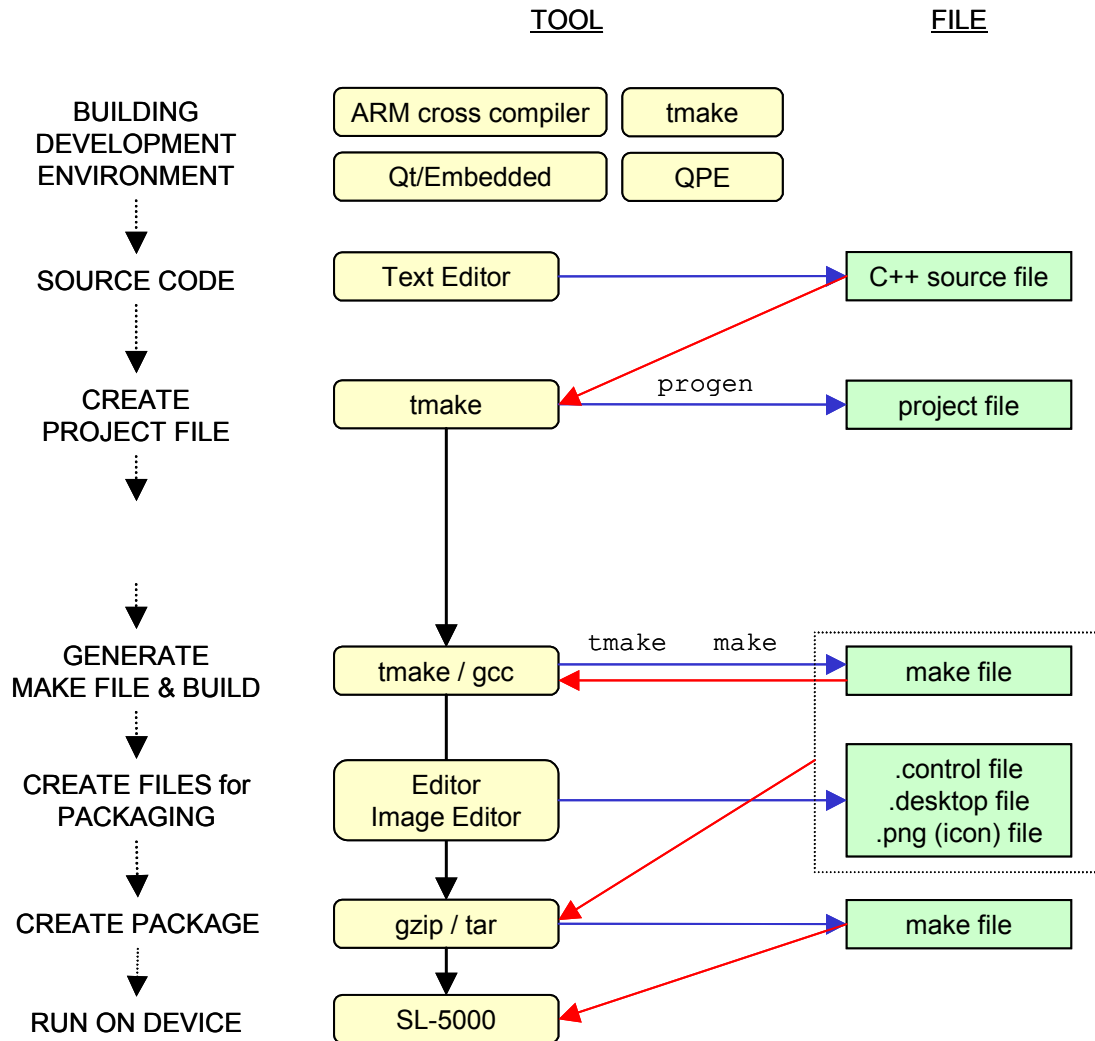 TOOL
FILE
BUILDING
DEVELOPMENT
ENVIRONMENT
ARM cross compiler
tmake
Qt/Embedded
QPE
SOURCE CODE
Text Editor
C++ source file
CREATE
PROJECT FILE
tmake
progen
project file
GENERATE
MAKE FILE & BUILD
tmake / gcc
tmake make
make file
CREATE FILES for
PACKAGING
Editor
Image Editor
.control file
.desktop file
.png (icon) file
CREATE PACKAGE
gzip / tar
make file
RUN ON DEVICE
SL-5000